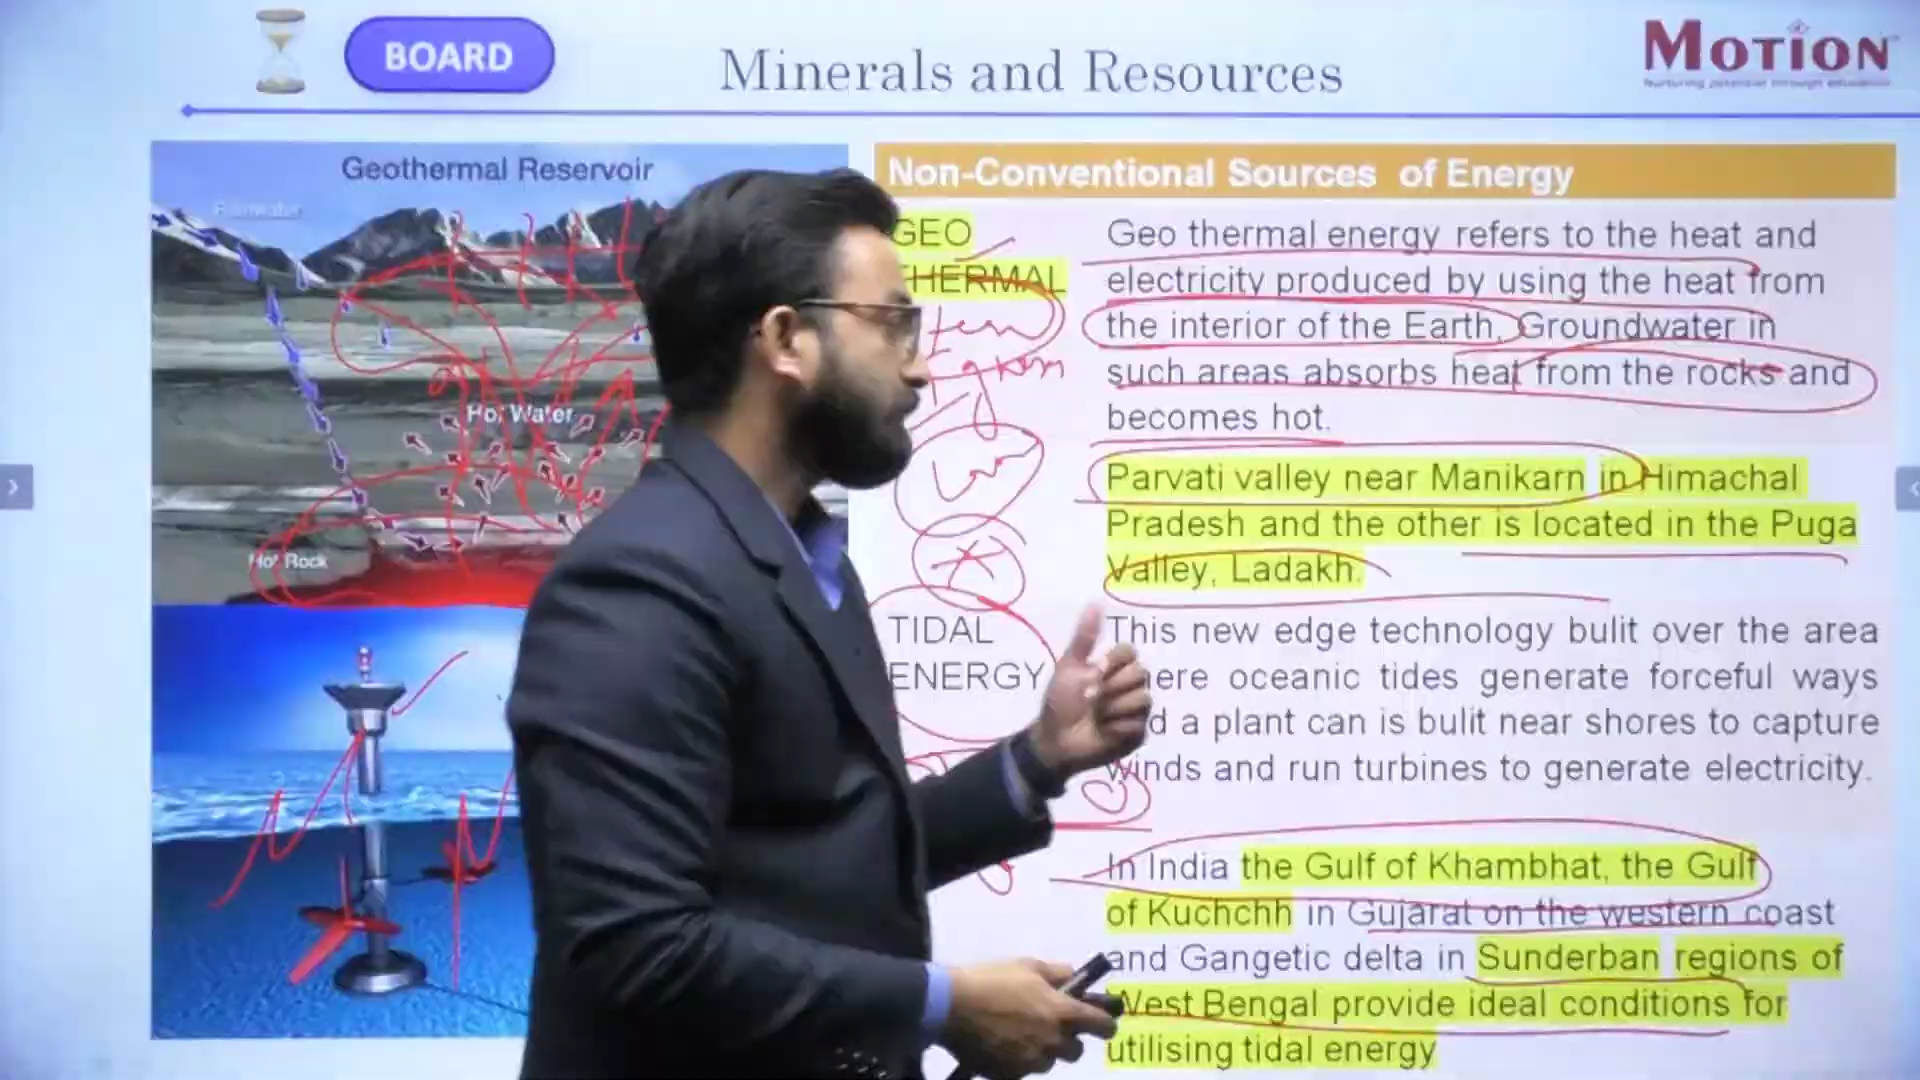 BOARD
Minerals and Resources
MOTION
Nurturing potential through education
Geothermal Reservoir
Rainwater
Hot Water
Hot Rock
Non-Conventional Sources of Energy
GEO
THERMAL
Geo thermal energy refers to the heat and
electricity produced by using the heat from
the interior of the Earth, Groundwater in
such areas absorbs heat from the rocks and
becomes hot.
Parvati valley near Manikarn in Himachal
Pradesh and the other is located in the Puga
Valley, Ladakh.
TIDAL
ENERGY
This new edge technology bulit over the area
here oceanic tides generate forceful ways
d a plant can is bulit near shores to capture
winds and run turbines to generate electricity.
In India the Gulf of Khambhat, the Gulf
of Kuchchh in Gujarat on the western coast
and Gangetic delta in Sunderban regions of
West Bengal provide ideal conditions for
utilising tidal energy